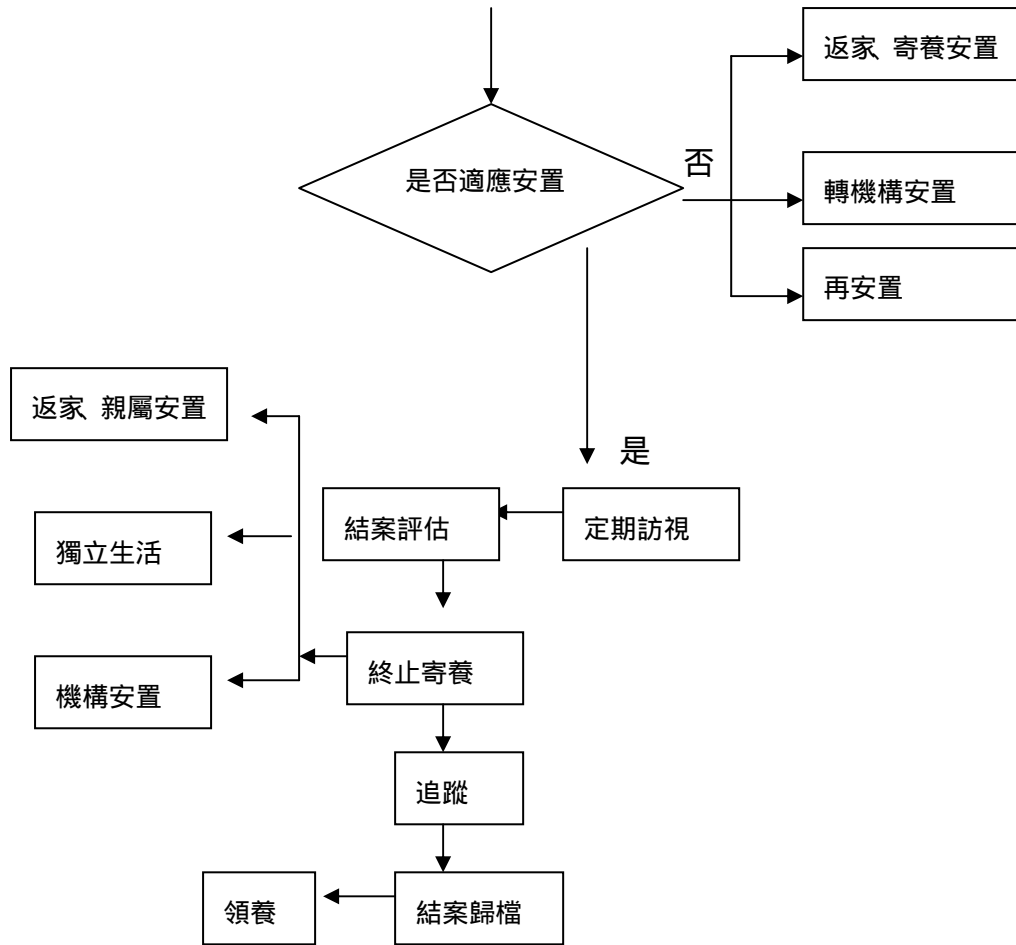 返家、寄養安置
否
是否適應安置
轉機構安置
再安置
返家、親屬安置
是
結案評估
定期訪視
獨立生活
終止寄養
機構安置
追蹤
領養
結案歸檔